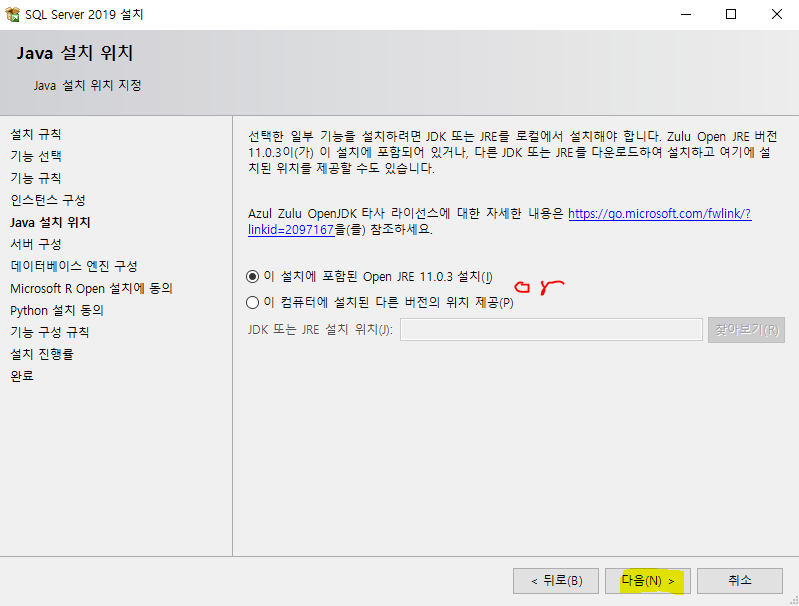 SQL Server 2019 설치
Java 설치 위치
Java 설치 위치 지정
설치 규칙
기능 선택
기능 규칙
인스턴스 구성
Java 설치 위치
서버 구성
데이터베이스 엔진 구성
Microsoft R Open 설치에 동의
Python 설치 동의
기능 구성 규칙
설치 진행률
완료
선택한 일부 기능을 설치하려면 JDK 또는 JRE를 로컬에서 설치해야 합니다. Zulu Open JRE 버전
11.0.3이(가) 이 설치에 포함되어 있거나, 다른 JDK 또는 JRE를 다운로드하여 설치하고 여기에 설
치된 위치를 제공할 수도 있습니다.
Azul Zulu OpenJDK 타사 라이선스에 대한 자세한 내용은 https://go.microsoft.com/fwlink/?
linkid=2097167을(를) 참조하세요.
이 설치에 포함된 Open JRE 11.0.3 설치(I)
or
이 컴퓨터에 설치된 다른 버전의 위치 제공(P)
JDK 또는 JRE 설치 위치(J):
찾아보기(R)
< 뒤로(B)
다음(N) >
취소